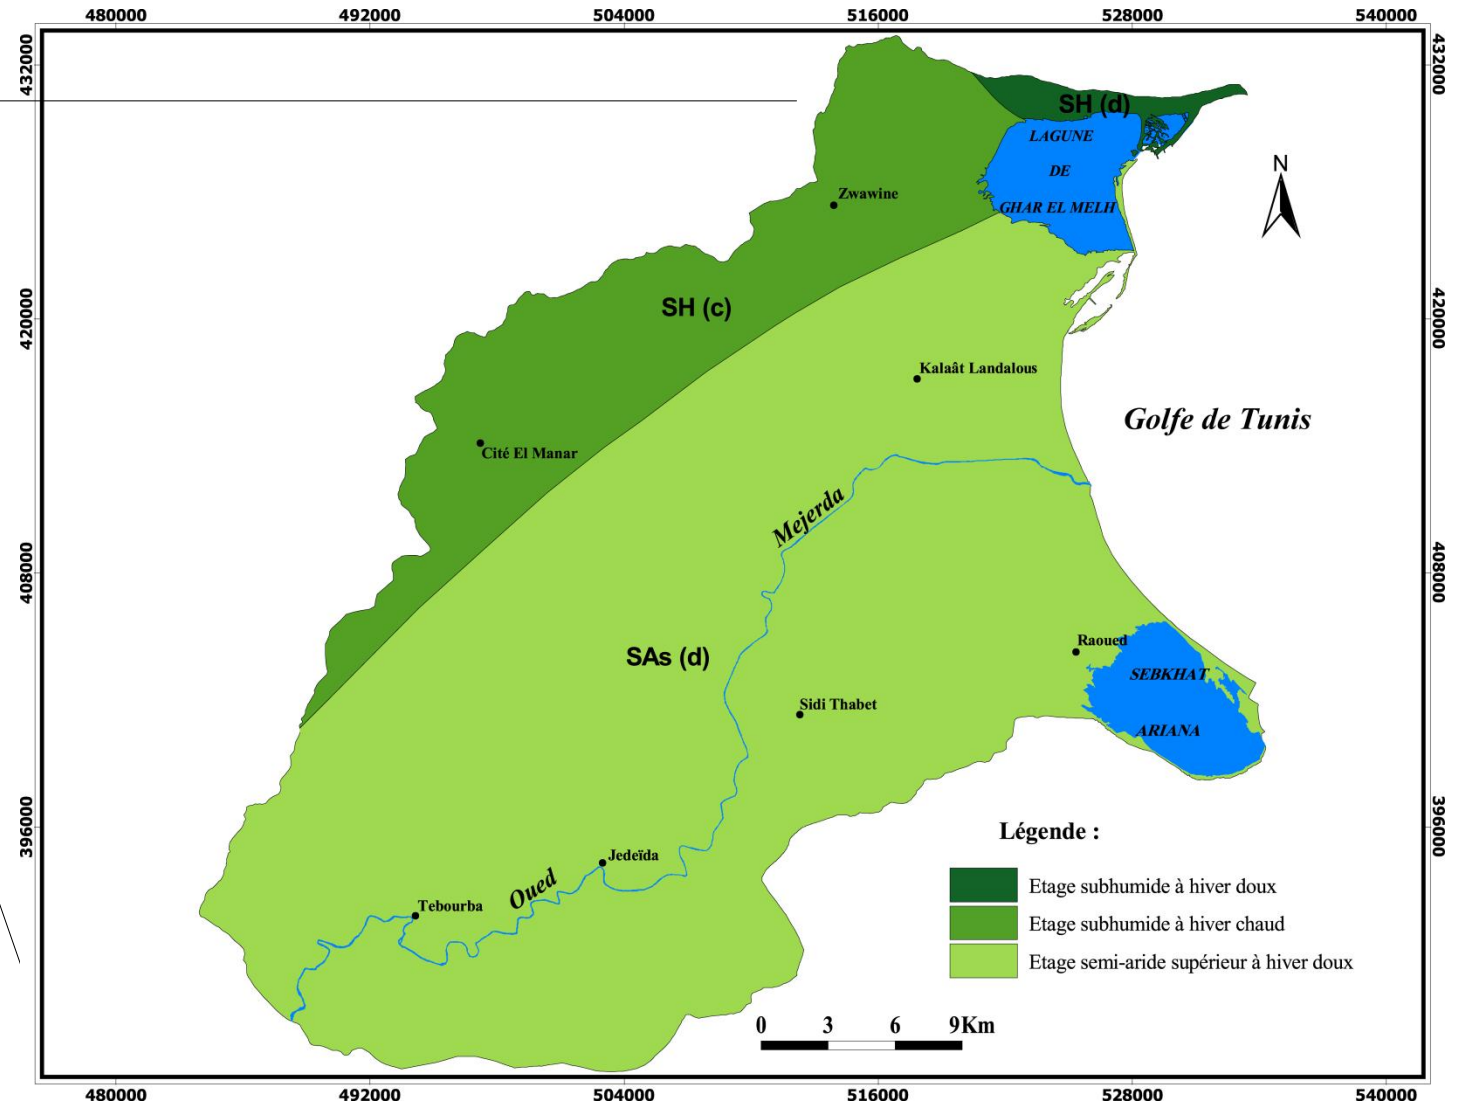 480000 492000 504000 516000 528000 540000
432000 432000
SH (d)
LAGUNE
DE
GHAR EL MELH
N
Zwawine
SH (c)
420000 420000
Kalaât Landalous
Golfe de Tunis
Cité El Manar
Mejerda
408000 408000
Raoued
SAs (d)
SEBKHAT
Sidi Thabet
ARIANA
396000 396000
Légende :
Jedeïda
Oued
Etage subhumide à hiver doux
Tebourba
Etage subhumide à hiver chaud
Etage semi-aride supérieur à hiver doux
0 3 6 9Km
480000 492000 504000 516000 528000 540000